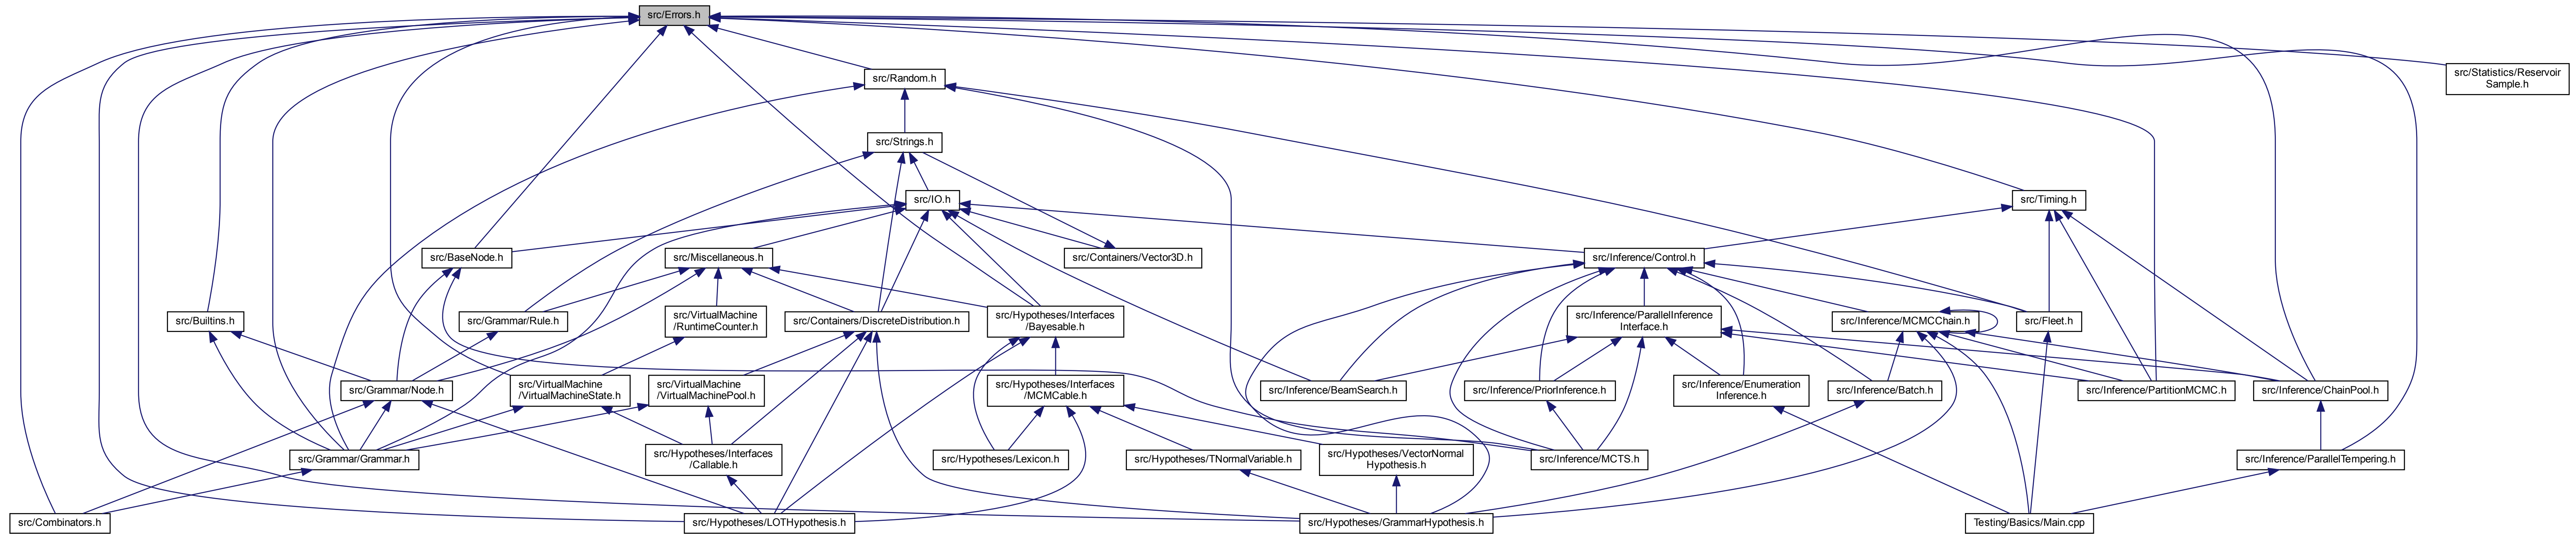 src/Errors.h
src/Random.h
src/Statistics/Reservoir
Sample.h
src/Strings.h
src/IO.h
src/Timing.h
src/BaseNode.h
src/Miscellaneous.h
src/Containers/Vector3D.h
src/Inference/Control.h
src/Builtins.h
src/Grammar/Rule.h
src/VirtualMachine
/RuntimeCounter.h
src/Containers/DiscreteDistribution.h
src/Hypotheses/Interfaces
/Bayesable.h
src/Inference/ParallelInference
Interface.h
src/Inference/MCMCChain.h
src/Fleet.h
src/Grammar/Node.h
src/VirtualMachine
/VirtualMachineState.h
src/VirtualMachine
/VirtualMachinePool.h
src/Hypotheses/Interfaces
/MCMCable.h
src/Inference/BeamSearch.h
src/Inference/PriorInference.h
src/Inference/Enumeration
Inference.h
src/Inference/Batch.h
src/Inference/PartitionMCMC.h
src/Inference/ChainPool.h
src/Grammar/Grammar.h
src/Hypotheses/Interfaces
/Callable.h
src/Hypotheses/Lexicon.h
src/Hypotheses/TNormalVariable.h
src/Hypotheses/VectorNormal
Hypothesis.h
src/Inference/MCTS.h
src/Inference/ParallelTempering.h
src/Combinators.h
src/Hypotheses/LOTHypothesis.h
src/Hypotheses/GrammarHypothesis.h
Testing/Basics/Main.cpp